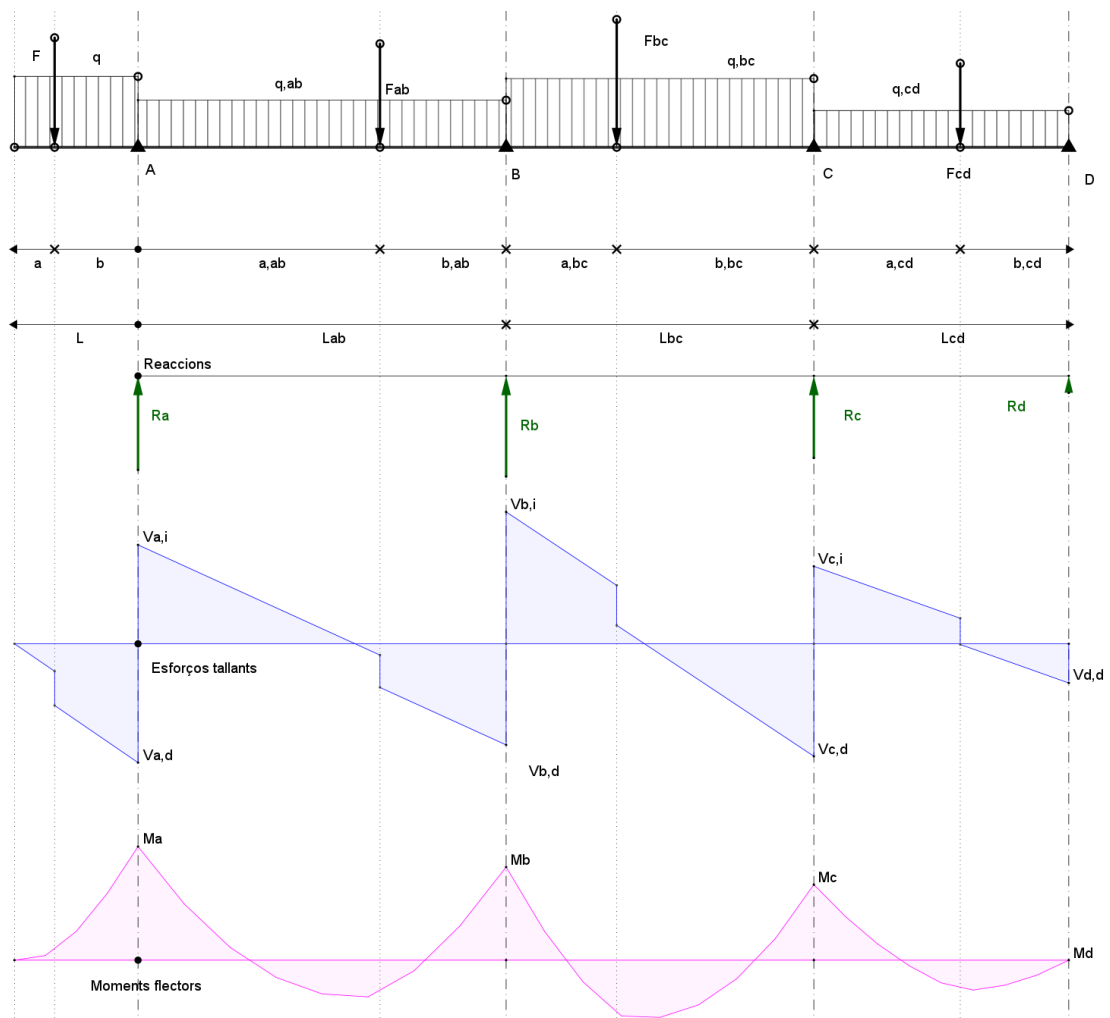 F q q,ab Fab Fbc q,bc q,cd
A B C Fcd D
a b a,ab b,ab a,bc b,bc a,cd b,cd
L Lab Lbc Lcd
Reaccions
Ra Rb Rc Rd
Va,i Vb,i Vc,i
Esforços tallants
Va,d Vb,d Vc,d Vd,d
Ma Mb Mc Md
Moments flectors